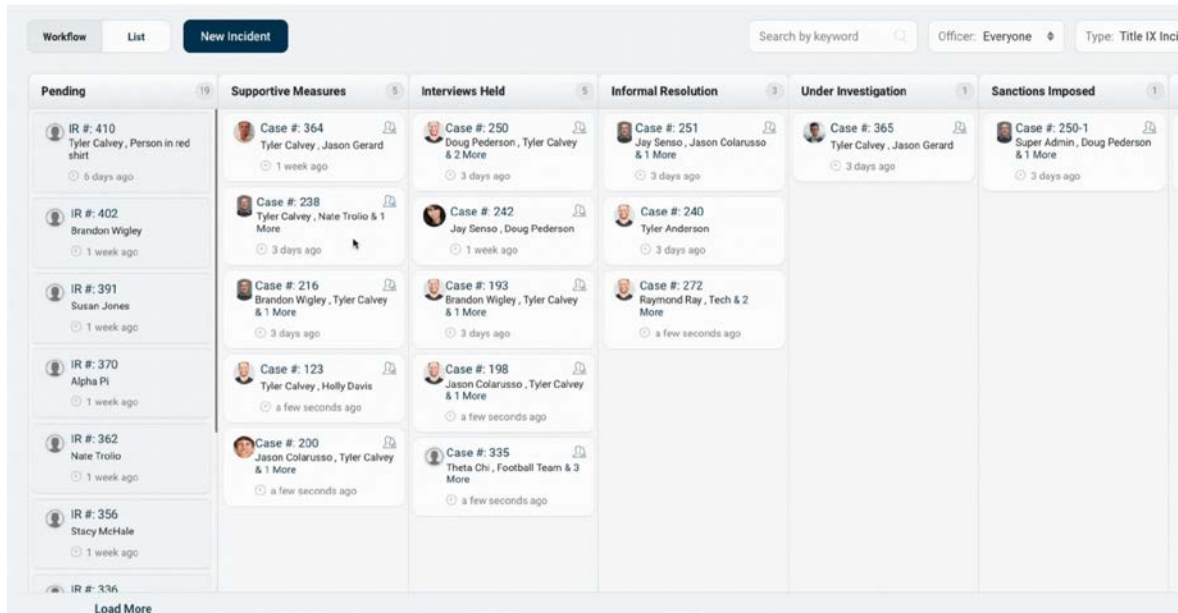 Workflow
List
New Incident
Search by keyword
Officer: Everyone
Type: Title IX Inci
Pending 19
IR #: 410
Tyler Calvey , Person in red
shirt
6 days ago
IR #: 402
Brandon Wigley
1 week ago
IR #: 391
Susan Jones
1 week ago
IR #: 370
Alpha Pi
1 week ago
IR #: 362
Nate Trolio
1 week ago
IR #: 356
Stacy McHale
1 week ago
IR #: 336
Load More
Supportive Measures 5
Case #: 364
Tyler Calvey , Jason Gerard
1 week ago
Case #: 238
Tyler Calvey , Nate Trolio & 1
More
3 days ago
Case #: 216
Brandon Wigley , Tyler Calvey
& 1 More
3 days ago
Case #: 123
Tyler Calvey , Holly Davis
a few seconds ago
Case #: 200
Jason Colarusso , Tyler Calvey
& 1 More
a few seconds ago
Interviews Held 5
Case #: 250
Doug Pederson , Tyler Calvey
& 2 More
3 days ago
Case #: 242
Jay Senso , Doug Pederson
1 week ago
Case #: 193
Brandon Wigley , Tyler Calvey
& 1 More
3 days ago
Case #: 198
Jason Colarusso , Tyler Calvey
& 1 More
a few seconds ago
Case #: 335
Theta Chi , Football Team & 3
More
a few seconds ago
Informal Resolution 3
Case #: 251
Jay Senso , Jason Colarusso
& 1 More
3 days ago
Case #: 240
Tyler Anderson
3 days ago
Case #: 272
Raymond Ray , Tech & 2
More
a few seconds ago
Under Investigation 1
Case #: 365
Tyler Calvey , Jason Gerard
3 days ago
Sanctions Imposed 1
Case #: 250-1
Super Admin , Doug Pederson
& 1 More
3 days ago